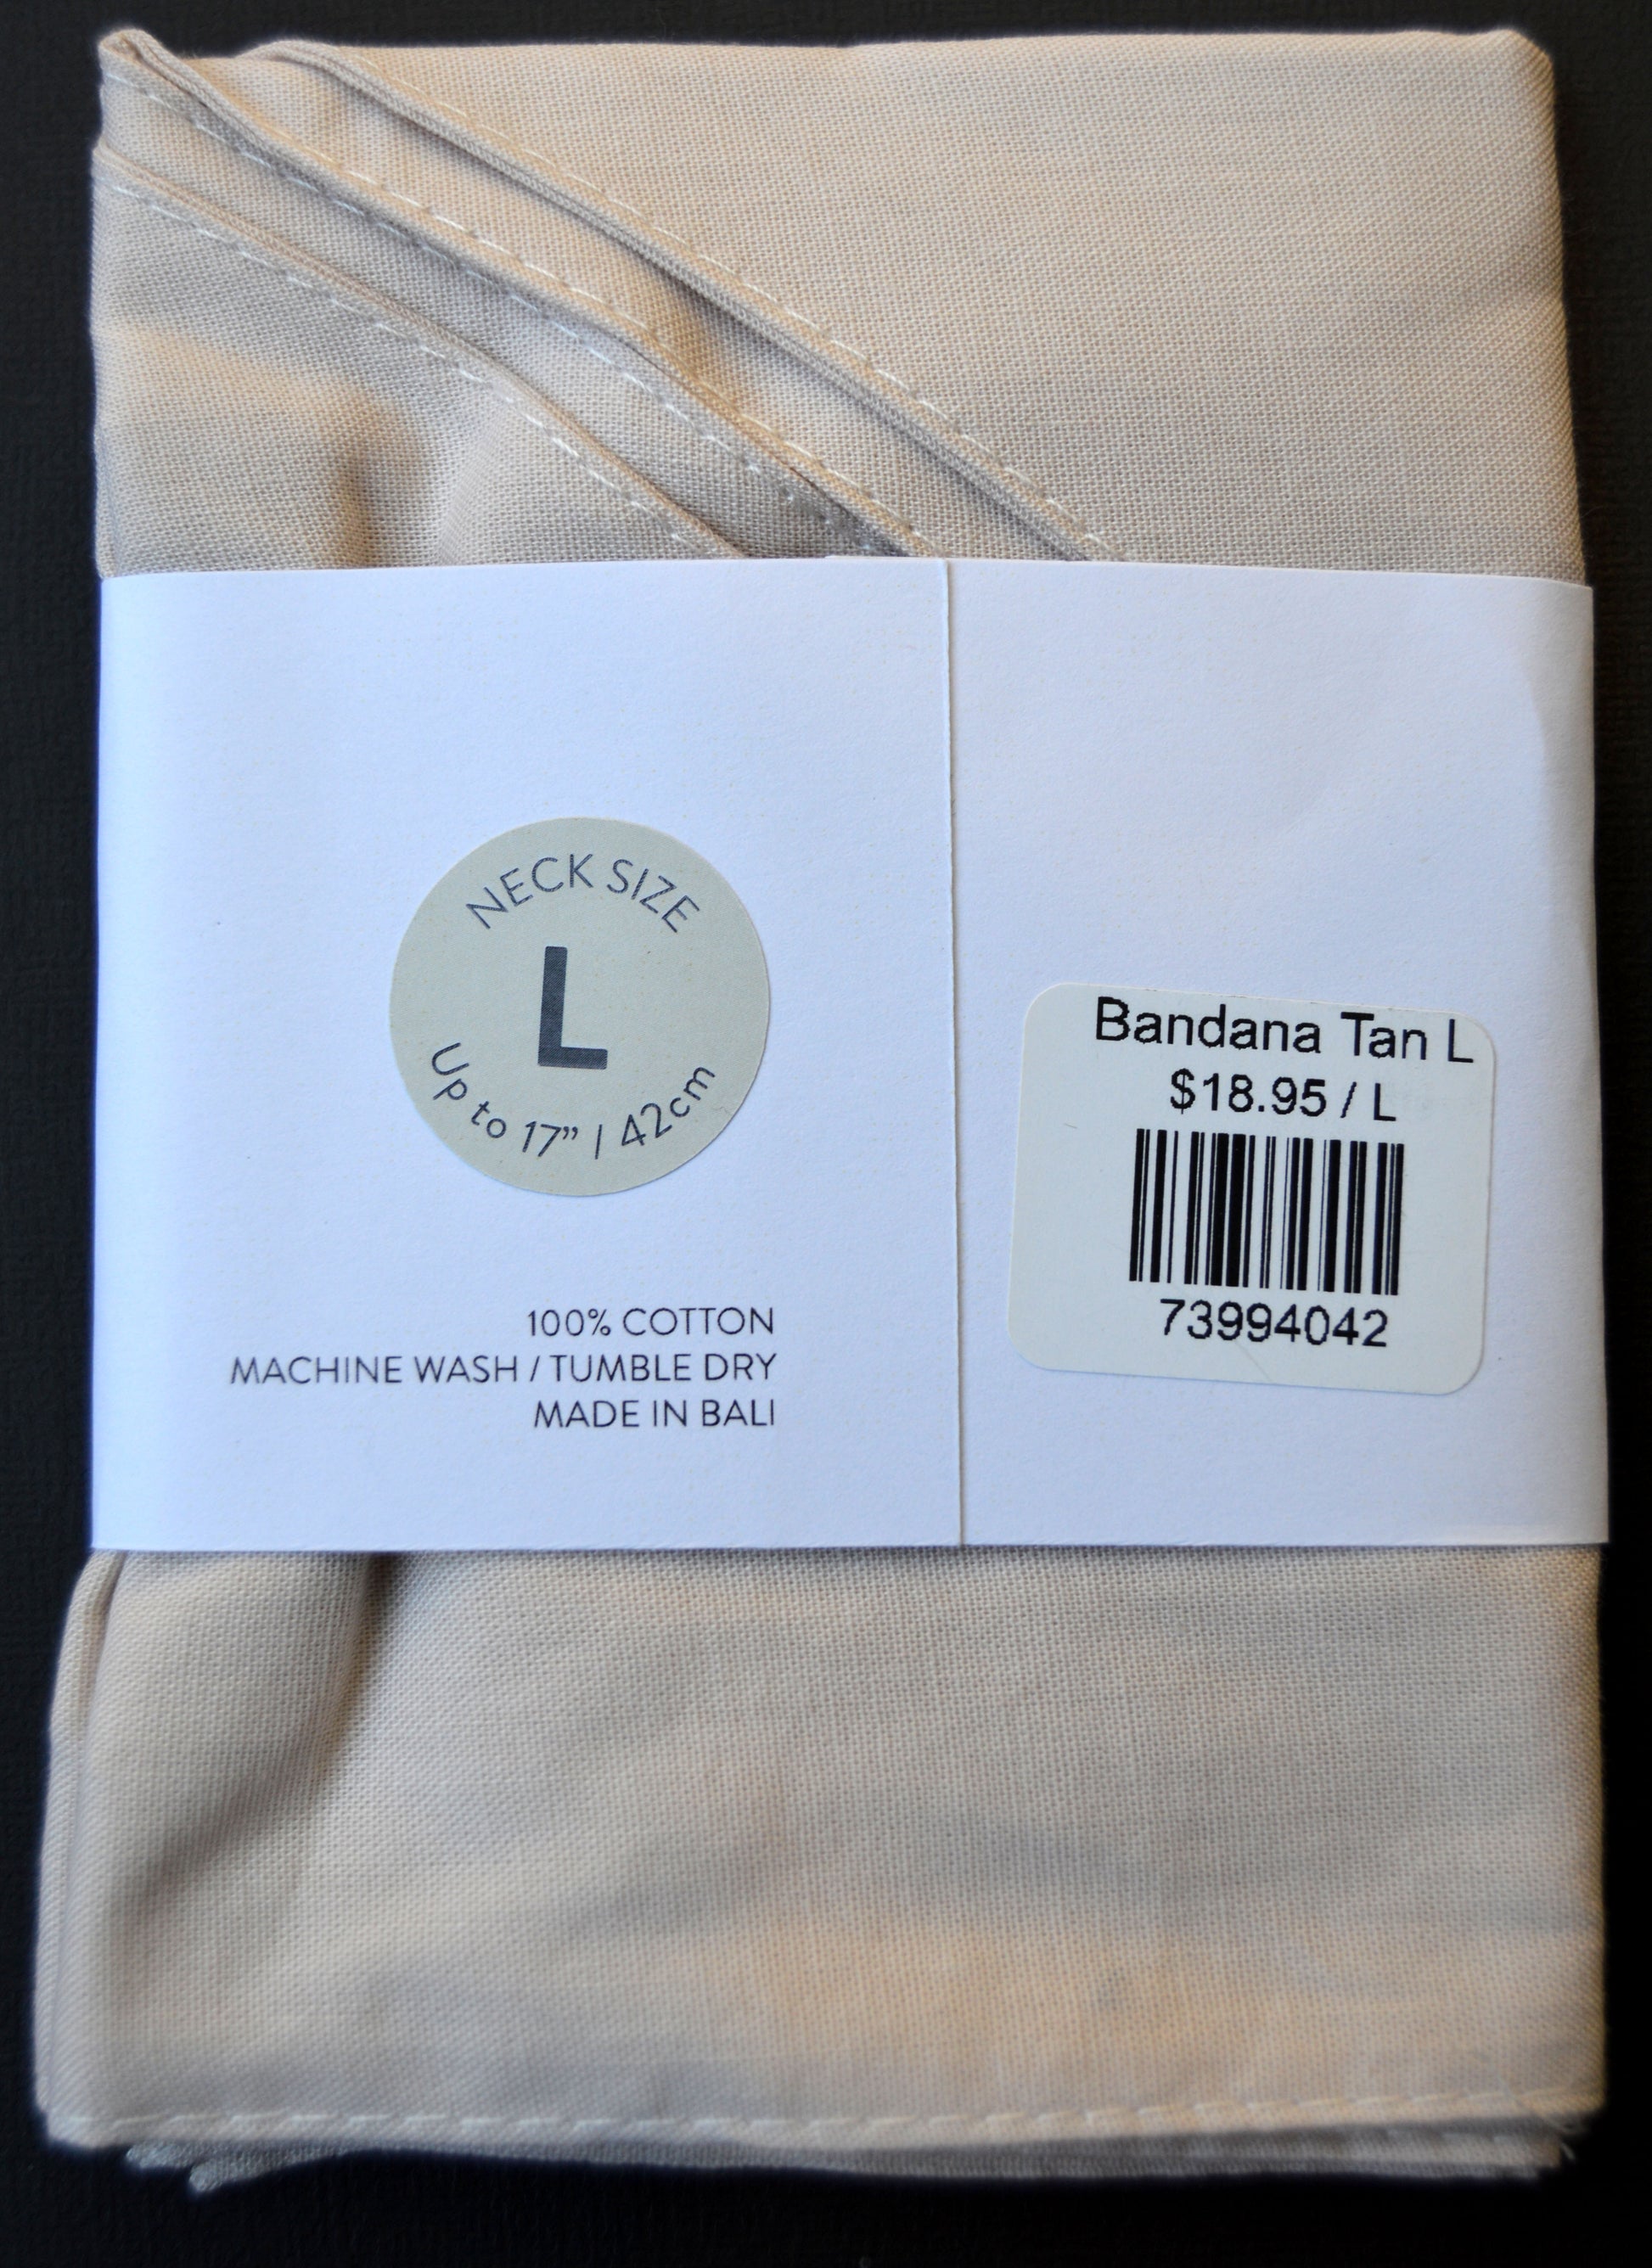 NECK SIZE
L
Up to 17” / 42cm
100% COTTON
MACHINE WASH / TUMBLE DRY
MADE IN BALI
Bandana Tan L
$18.95 / L
73994042